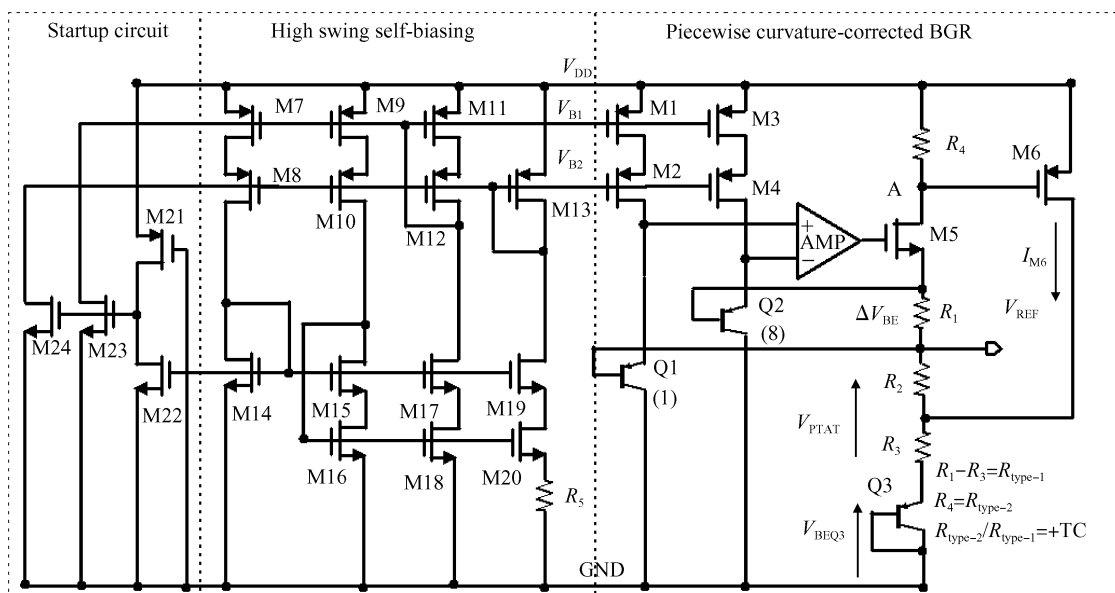 Startup circuit
High swing self-biasing
Piecewise curvature-corrected BGR
V_DD
M7
M9
M11
V_B1
M1
M3
R_4
M6
M8
M10
M12
V_B2
M13
M2
M4
A
M21
+
AMP
−
M5
I_M6
M24
M23
Q2
(8)
ΔV_BE
R_1
V_REF
M22
M14
M15
M17
M19
Q1
(1)
R_2
V_PTAT
M16
M18
M20
R_3
R_5
Q3
R_1−R_3=R_type−1
R_4=R_type−2
V_BEQ3
R_type−2/R_type−1=+TC
GND